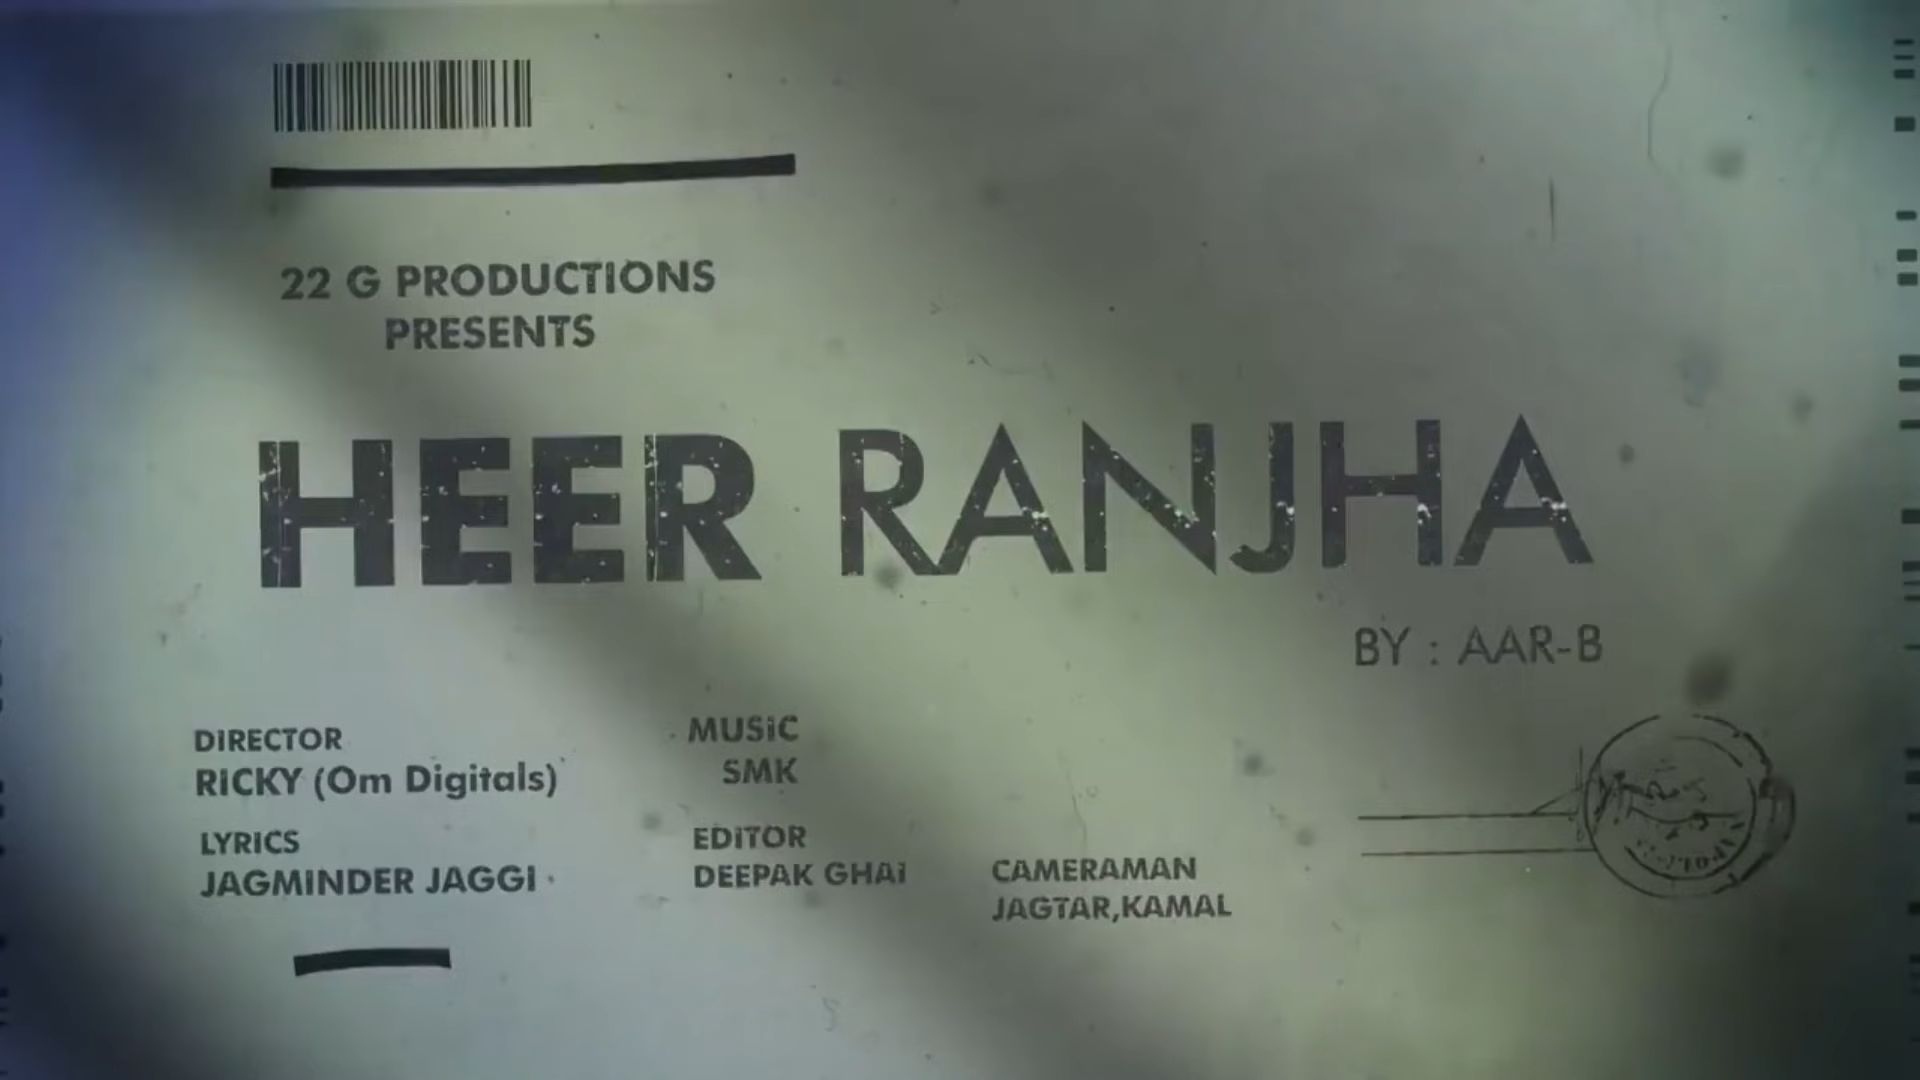 22 G PRODUCTIONS
PRESENTS
HEER RANJHA
BY : AAR-B
DIRECTOR
RICKY (Om Digitals)
LYRICS
JAGMINDER JAGGI
MUSiC
SMK
EDiTOR
DEEPAK GHAi
CAMERAMAN
JAGTAR,KAMAL